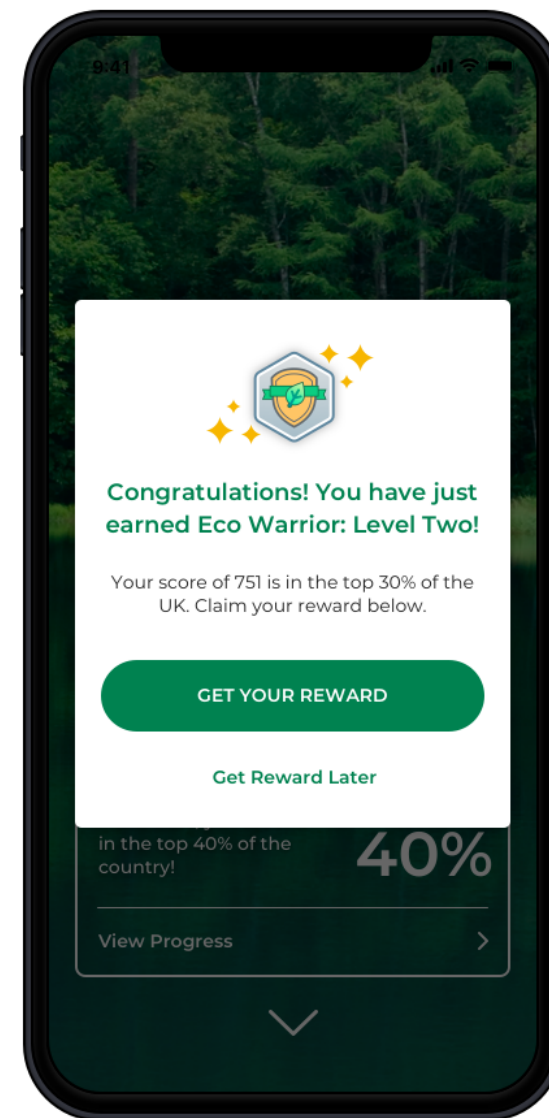 9:41
Congratulations! You have just
earned Eco Warrior: Level Two!
Your score of 751 is in the top 30% of the
UK. Claim your reward below.
GET YOUR REWARD
Get Reward Later
in the top 40% of the
country!
40%
View Progress